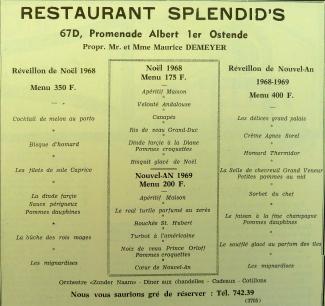 RESTAURANT SPLENDID'S
67D, Promenade Albert 1er Ostende
Propr. Mr. et Mme Maurice DEMEYER
Réveillon de Noël 1968
Menu 350 F.
Cocktail de melon au porto
Bisque d'homard
Les filets de sole Caprice
La dinde farçie
Sauce périgueux
Pommes dauphines
La bûche des rois mages
Les mignardises
Noël 1968
Menu 175 F.
Apéritif Maison
Velouté Andalouse
Canapés
Ris de veau Grand-Duc
Dinde farçie à la Diane
Pommes croquettes
Bisquit glacé de Noël
Nouvel-AN 1969
Menu 200 F.
Apéritif Maison
Le real turtle parfumé au xérès
Bouchée St. Hubert
Turbot à l'américaine
Noix de veau Prince Orloff
Pommes croquettes
Cœur de Nouvel-An
Réveillon de Nouvel-An
1968-1969
Menu 400 F.
Les délices grand palais
Crème Agnes Sorel
Homard Thermidor
La Selle de chevreuil Grand Veneur
Petites pommes au nid
Sorbet du chef
Le faisan à la fine champagne
Pommes dauphines
Le soufflé glacé au parfum des îles
Les mignardises
Orchestre «Zonder Naam» - Dîner aux chandelles - Cadeaux - Cotillons
Nous vous saurions gré de réserver : Tél. 742.39
(3703)